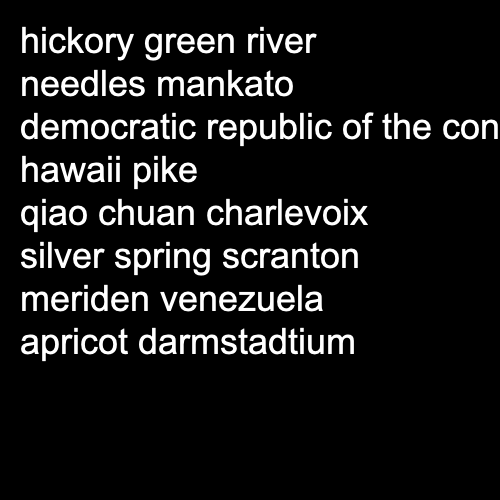 hickory green river
needles mankato
democratic republic of the con
hawaii pike
qiao chuan charlevoix
silver spring scranton
meriden venezuela
apricot darmstadtium